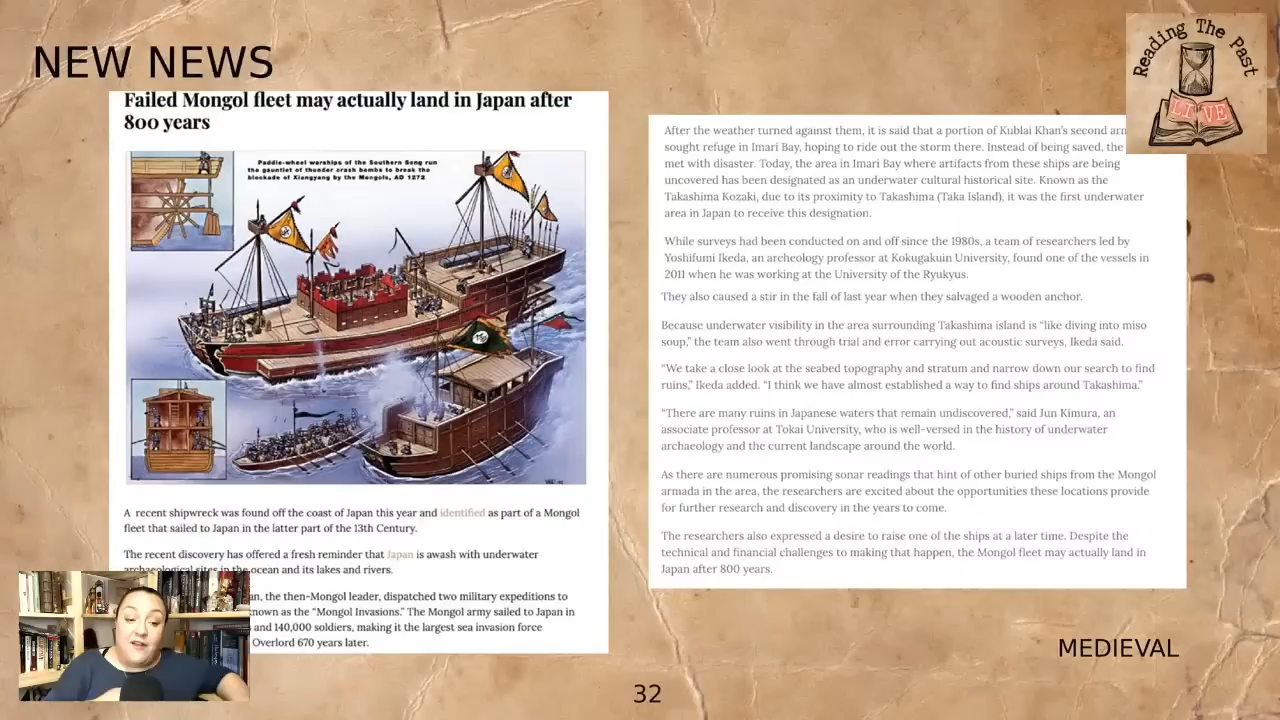 NEW NEWS
Reading The Past
LIVE
Failed Mongol fleet may actually land in Japan after
800 years
Paddle-wheel warships of the Southern Song run
the gauntlet of thunder crash bombs to break the
blockade of Xiangyang by the Mongols, AD 1272
A recent shipwreck was found off the coast of Japan this year and identified as part of a Mongol
fleet that sailed to Japan in the latter part of the 13th Century.
The recent discovery has offered a fresh reminder that Japan is awash with underwater
archaeological sites in the ocean and its lakes and rivers.
an, the then-Mongol leader, dispatched two military expeditions to
known as the “Mongol Invasions.” The Mongol army sailed to Japan in
and 140,000 soldiers, making it the largest sea invasion force
Overlord 670 years later.
After the weather turned against them, it is said that a portion of Kublai Khan’s second arm
sought refuge in Imari Bay, hoping to ride out the storm there. Instead of being saved, the
met with disaster. Today, the area in Imari Bay where artifacts from these ships are being
uncovered has been designated as an underwater cultural historical site. Known as the
Takashima Kozaki, due to its proximity to Takashima (Taka Island), it was the first underwater
area in Japan to receive this designation.
While surveys had been conducted on and off since the 1980s, a team of researchers led by
Yoshifumi Ikeda, an archeology professor at Kokugakuin University, found one of the vessels in
2011 when he was working at the University of the Ryukyus.
They also caused a stir in the fall of last year when they salvaged a wooden anchor.
Because underwater visibility in the area surrounding Takashima island is “like diving into miso
soup,” the team also went through trial and error carrying out acoustic surveys, Ikeda said.
“We take a close look at the seabed topography and stratum and narrow down our search to find
ruins,” Ikeda added. “I think we have almost established a way to find ships around Takashima.”
“There are many ruins in Japanese waters that remain undiscovered,” said Jun Kimura, an
associate professor at Tokai University, who is well-versed in the history of underwater
archaeology and the current landscape around the world.
As there are numerous promising sonar readings that hint of other buried ships from the Mongol
armada in the area, the researchers are excited about the opportunities these locations provide
for further research and discovery in the years to come.
The researchers also expressed a desire to raise one of the ships at a later time. Despite the
technical and financial challenges to making that happen, the Mongol fleet may actually land in
Japan after 800 years.
MEDIEVAL
32